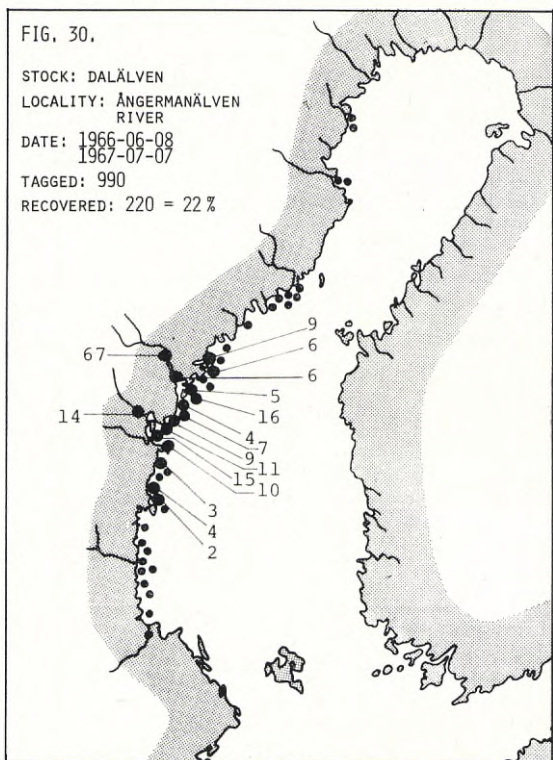 FIG. 30.
STOCK: DALÄLVEN
LOCALITY: ÅNGERMANÄLVEN
RIVER
DATE: 1966-06-08
1967-07-07
TAGGED: 990
RECOVERED: 220 = 22 %
9
6
67
6
5
14
16
4
7
9
11
15
10
3
4
2